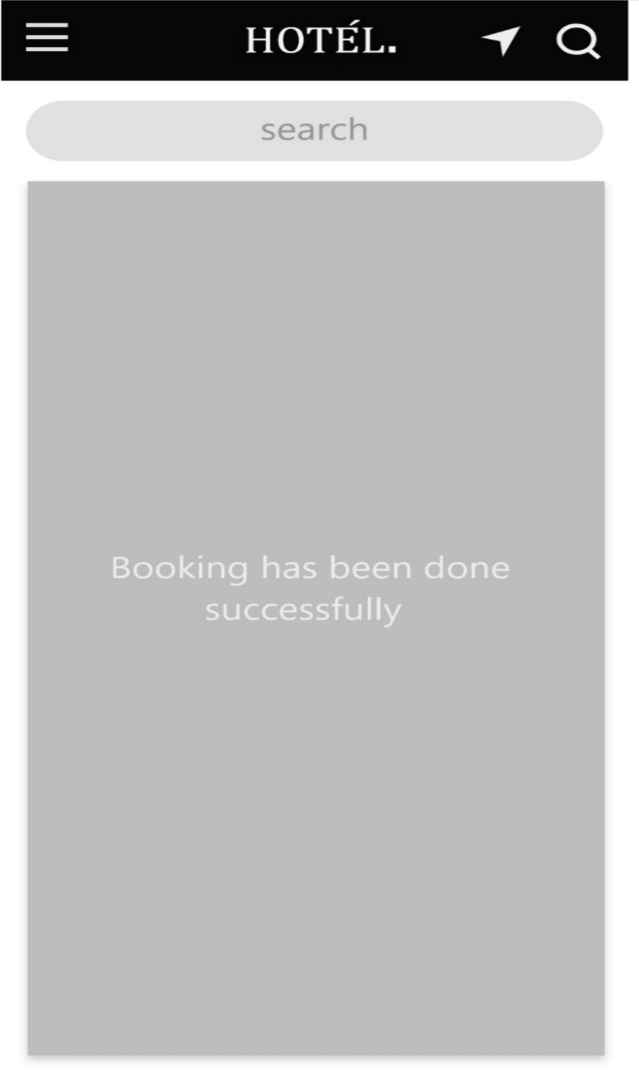 HOTÉL.
search
Booking has been done
successfully